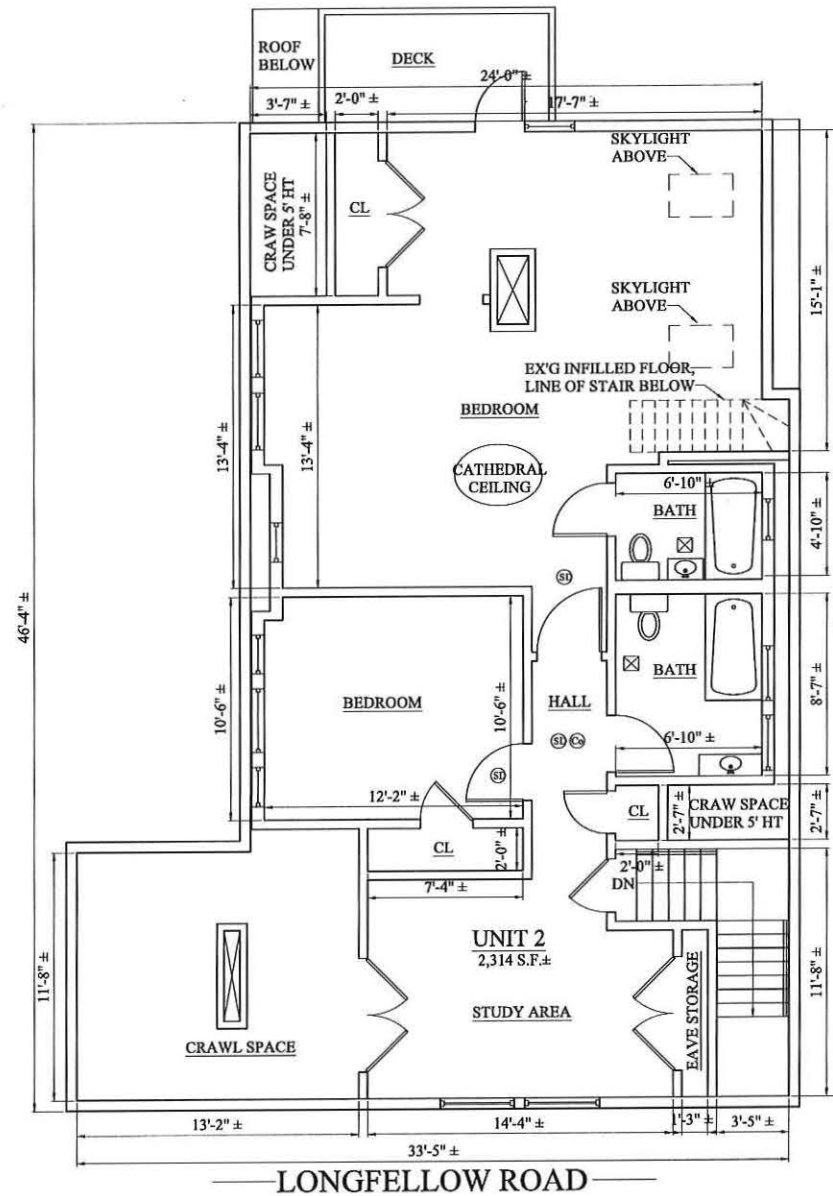 ROOF
BELOW
DECK
24'-0" ±
3'-7" ±
2'-0" ±
17'-7" ±
SKYLIGHT
ABOVE
CRAW SPACE
UNDER 5' HT
7'-8" ±
CL
15'-1" ±
SKYLIGHT
ABOVE
EX'G INFILLED FLOOR,
LINE OF STAIR BELOW
BEDROOM
13'-4" ±
13'-4" ±
CATHEDRAL
CEILING
6'-10" ±
BATH
4'-10" ±
SD
46'-4" ±
10'-6" ±
BEDROOM
10'-6" ±
HALL
BATH
8'-7" ±
SD
Co
6'-10" ±
SD
12'-2" ±
CL
2'-7" ±
CRAW SPACE
UNDER 5' HT
2'-7" ±
CL
2'-0" ±
2'-0" ±
DN
7'-4" ±
UNIT 2
2,314 S.F.±
11'-8" ±
STUDY AREA
EAVE STORAGE
11'-8" ±
CRAWL SPACE
13'-2" ±
14'-4" ±
1'-3" ±
3'-5" ±
33'-5" ±
LONGFELLOW ROAD